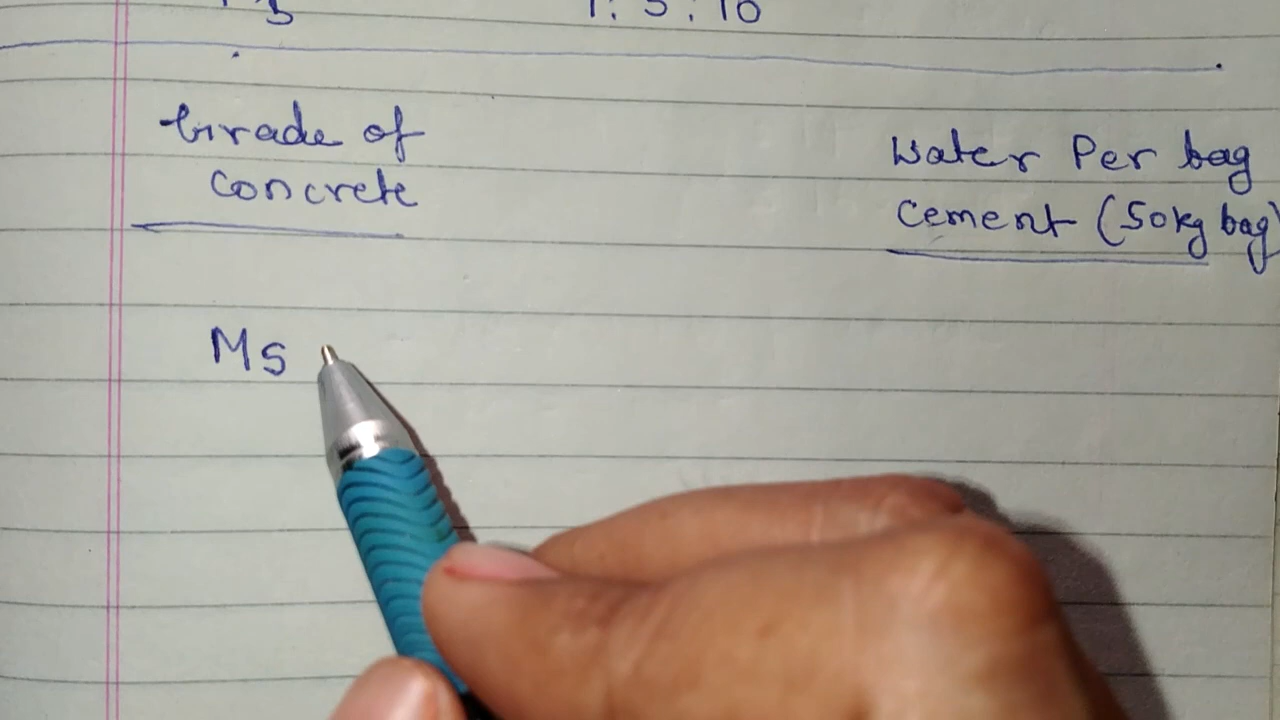 1:5:10
Grade of
Water Per bag
concrete
Cement (50kg bag)
M5